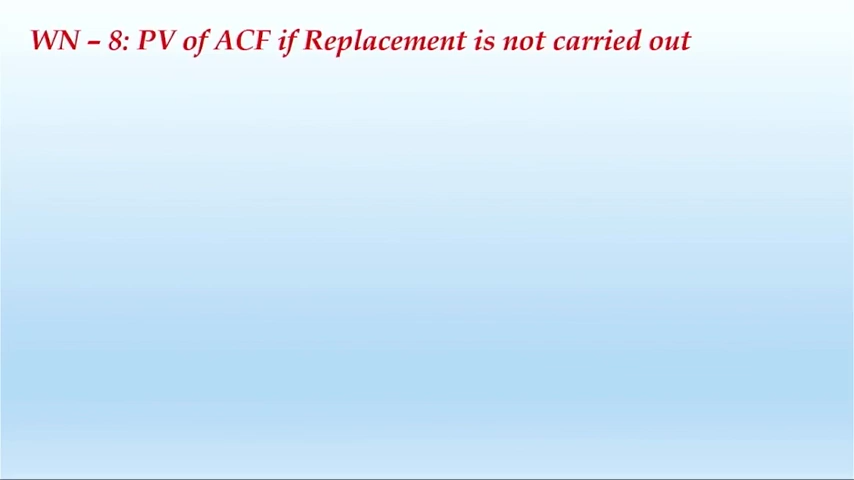 WN – 8: PV of ACF if Replacement is not carried out